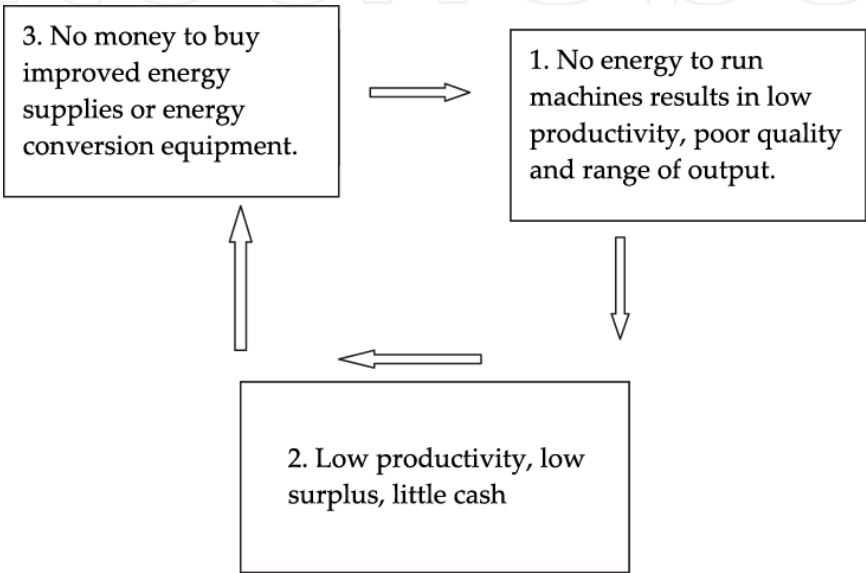 3. No money to buy
improved energy
supplies or energy
conversion equipment.
1. No energy to run
machines results in low
productivity, poor quality
and range of output.
2. Low productivity, low
surplus, little cash